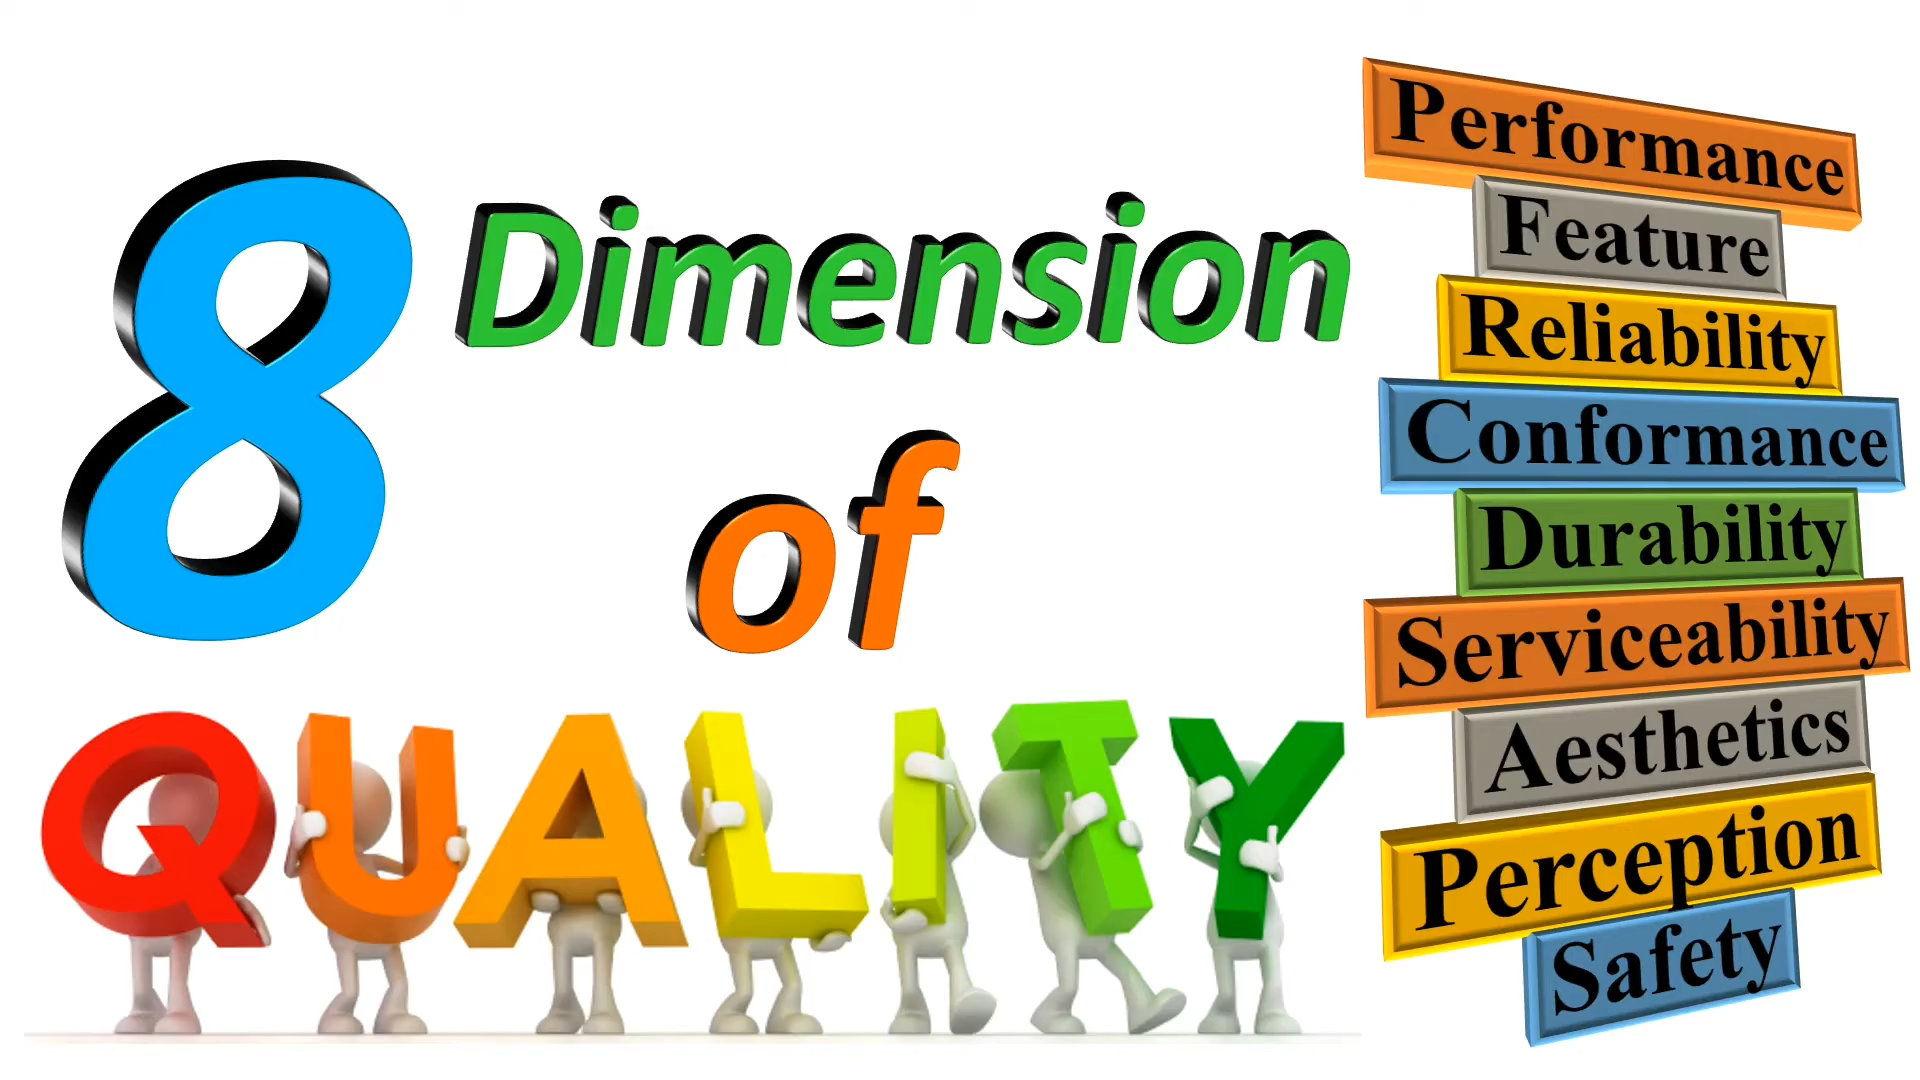 8 Dimension
of
QUALITY
Performance
Feature
Reliability
Conformance
Durability
Serviceability
Aesthetics
Perception
Safety